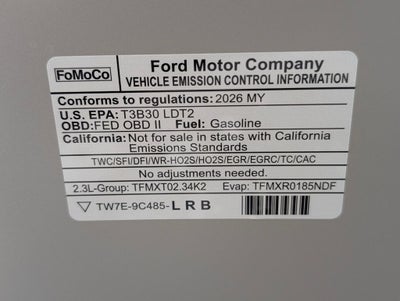 FoMoCo
Ford Motor Company
VEHICLE EMISSION CONTROL INFORMATION
Conforms to regulations: 2026 MY
U.S. EPA: T3B30 LDT2
OBD: FED OBD II Fuel: Gasoline
California: Not for sale in states with California
Emissions Standards
TWC/SFI/DFI/WR-HO2S/HO2S/EGR/EGRC/TC/CAC
No adjustments needed.
2.3L-Group: TFMXT02.34K2 Evap: TFMXR0185NDF
TW7E-9C485- L R B